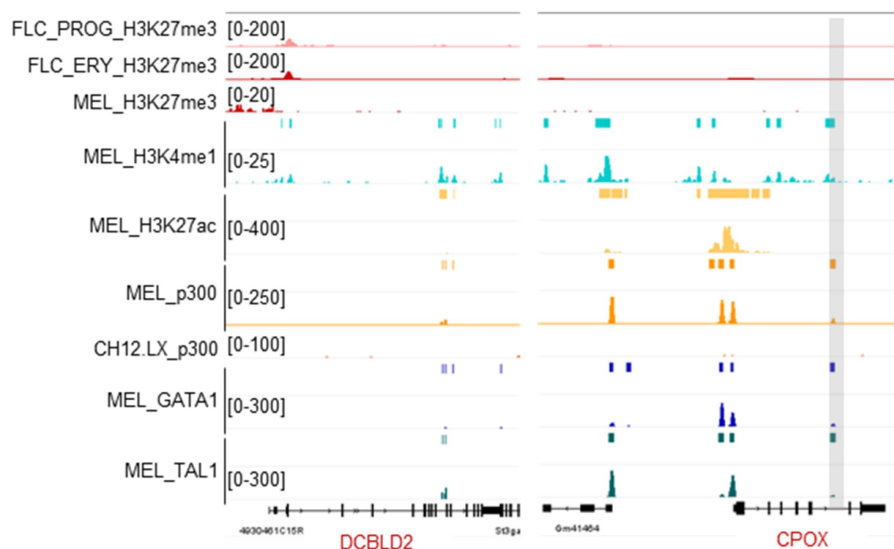 FLC_PROG_H3K27me3 [0-200]
FLC_ERY_H3K27me3 [0-200]
MEL_H3K27me3 [0-20]
MEL_H3K4me1 [0-25]
MEL_H3K27ac [0-400]
MEL_p300 [0-250]
CH12.LX_p300 [0-100]
MEL_GATA1 [0-300]
MEL_TAL1 [0-300]
4930461C15R St3ga Gm41464
DCBLD2 CPOX